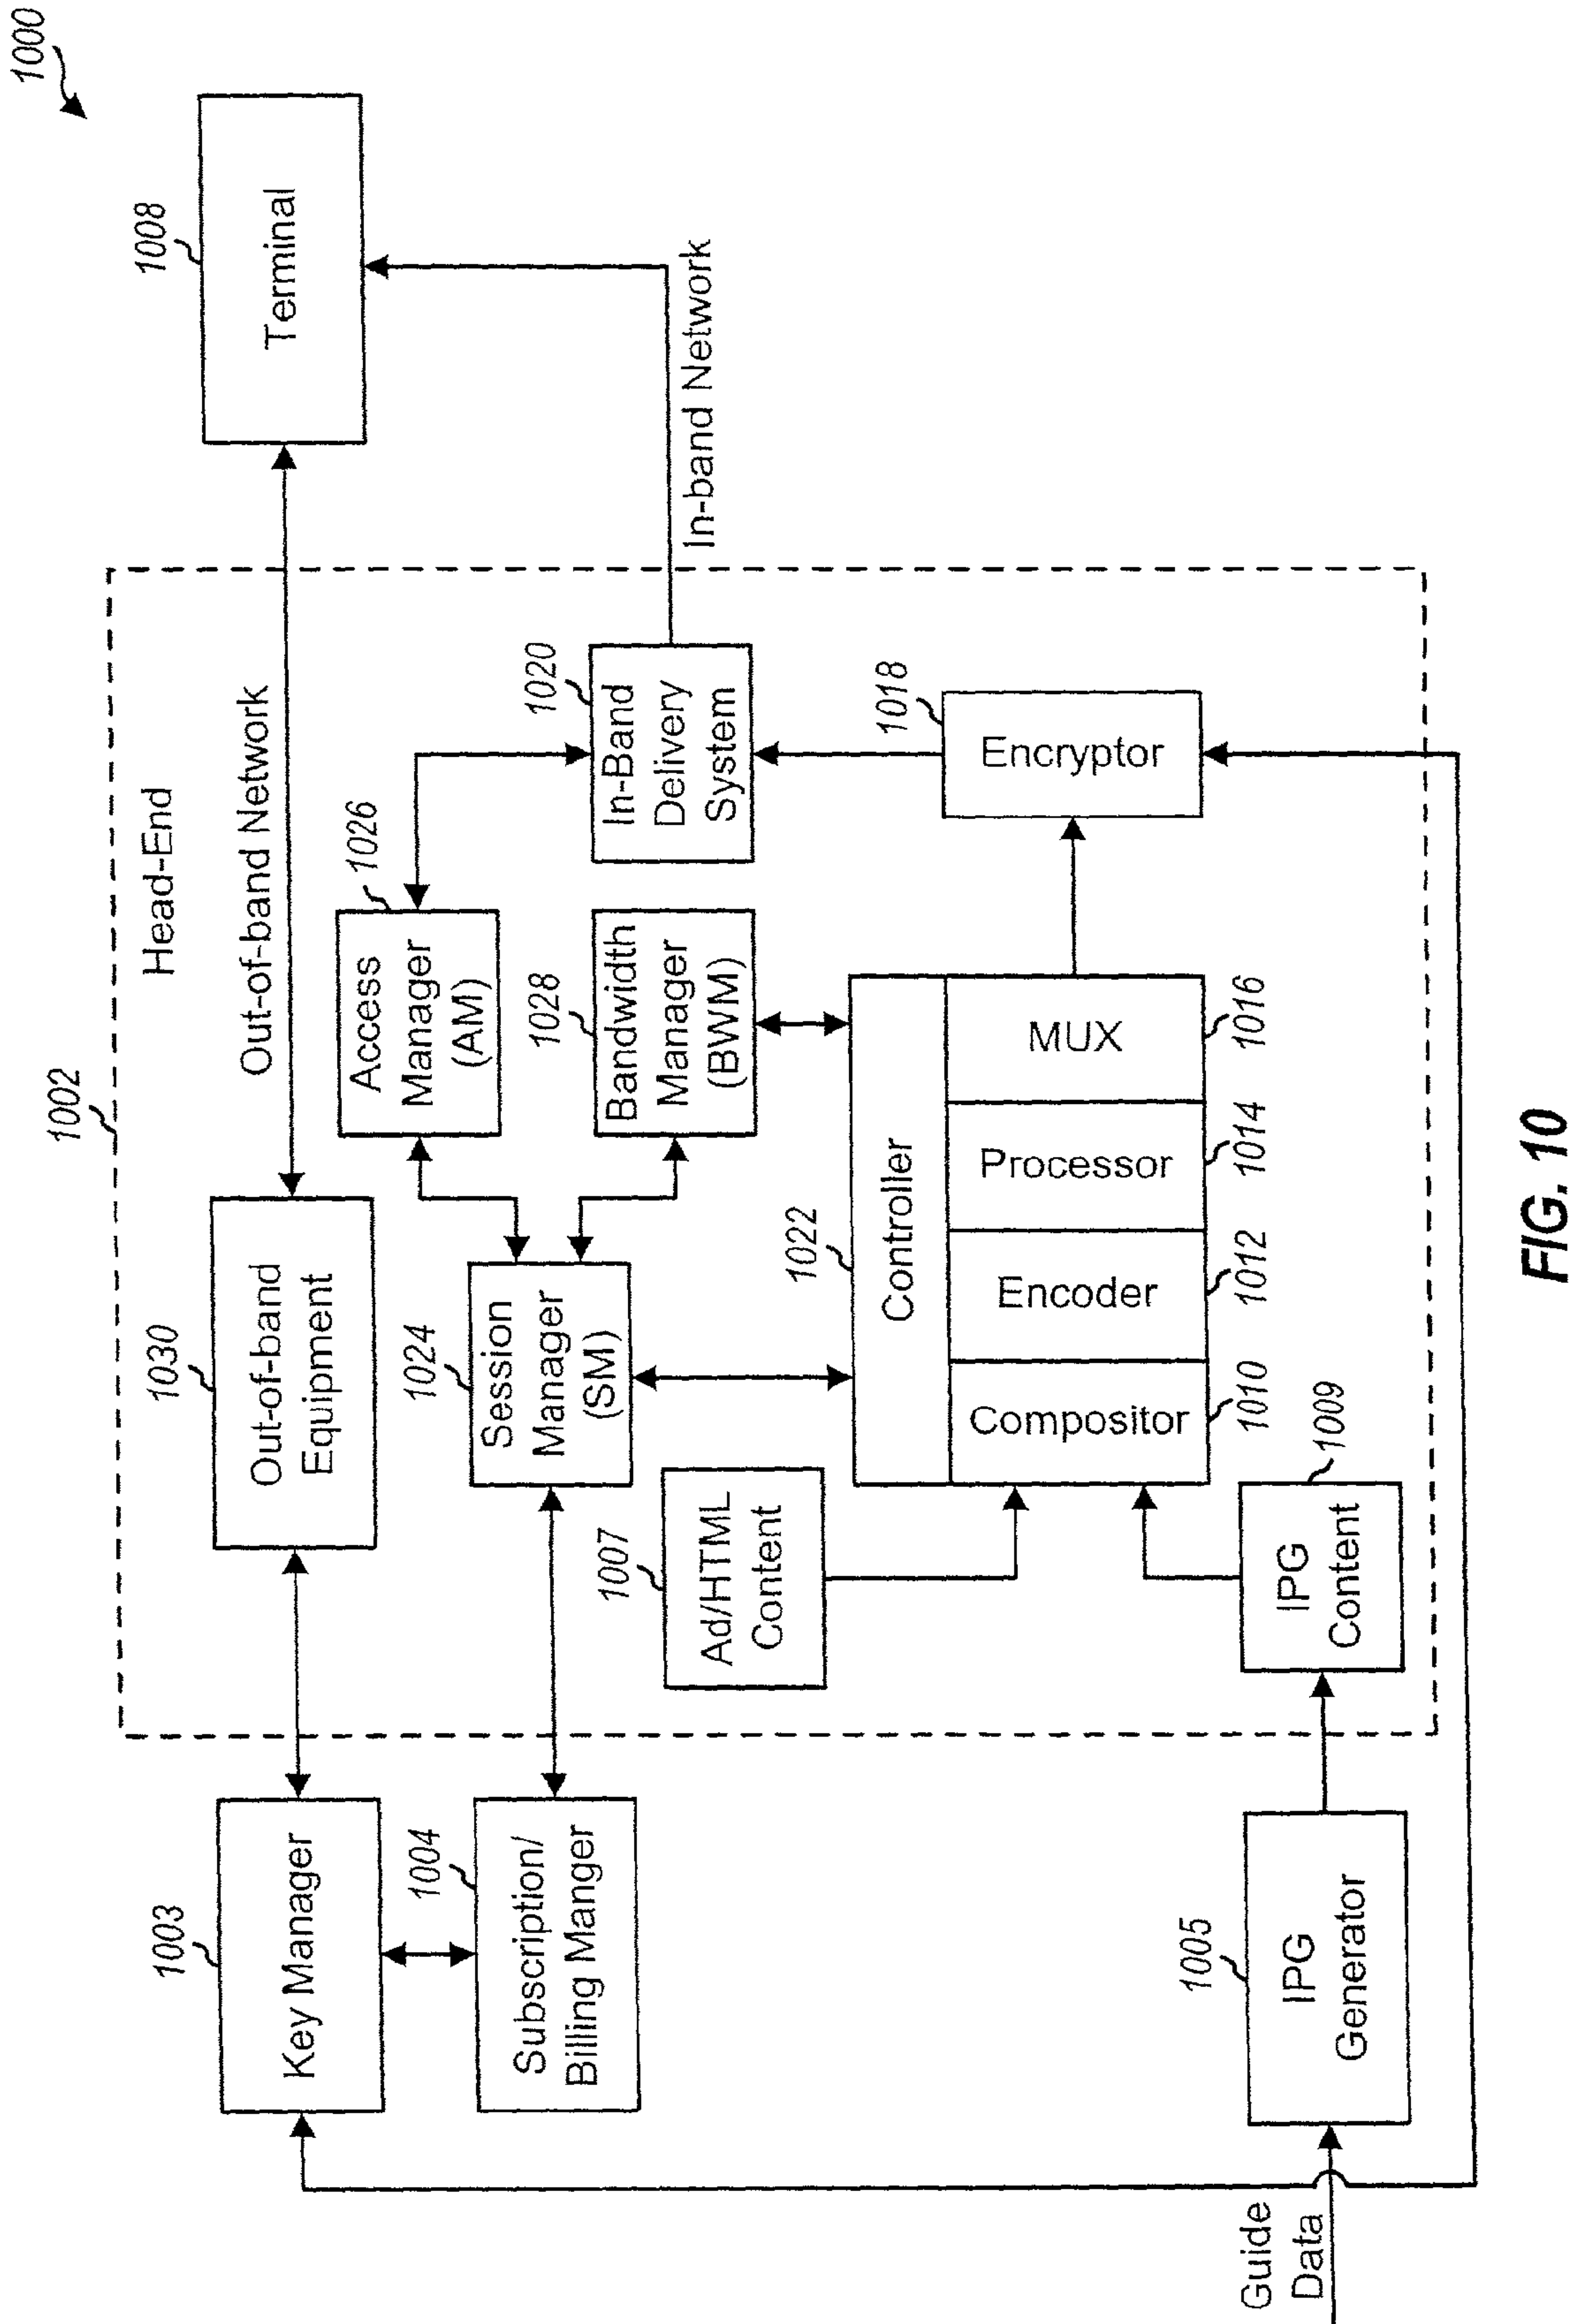 1000
1002
Head-End
1003
Key Manager
1030
Out-of-band
Equipment
Out-of-band Network
1008
Terminal
1004
Subscription/
Billing Manger
1024
Session
Manager
(SM)
1026
Access
Manager
(AM)
1028
Bandwidth
Manager
(BWM)
1020
In-Band
Delivery
System
In-band Network
1007
Ad/HTML
Content
1022
Controller
Compositor
Encoder
Processor
MUX
1010
1012
1014
1016
1018
Encryptor
1005
IPG
Generator
1009
IPG
Content
Guide
Data
FIG. 10